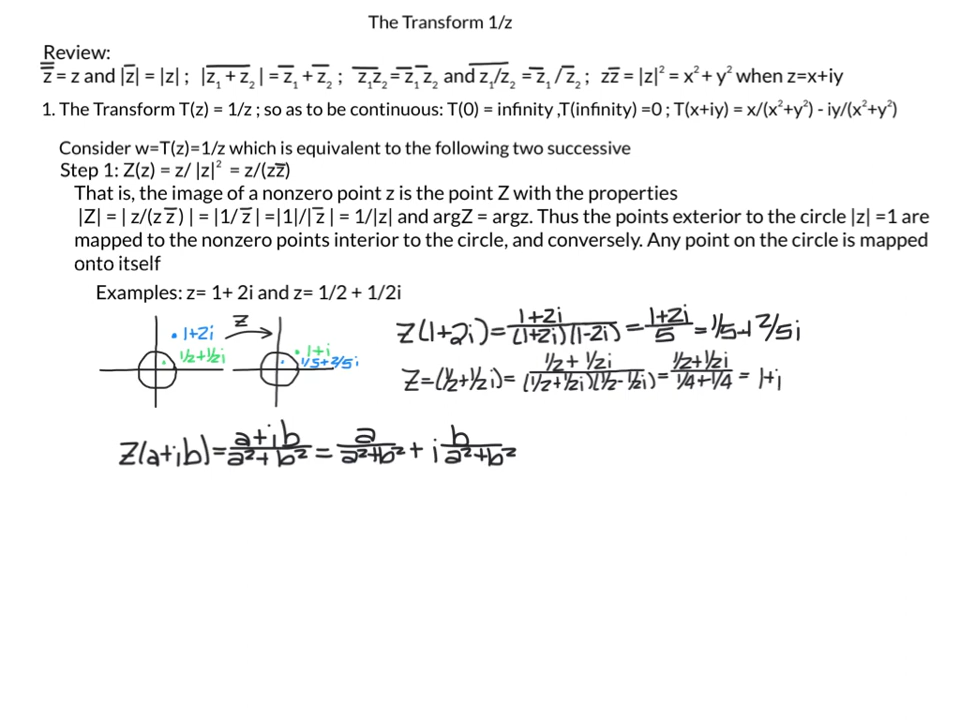 The Transform 1/z
Review:
z̿ = z and |z̅| = |z| ; |z̅₁̅ ̅+̅ ̅z̅₂̅ | = z̅₁ + z̅₂ ; z̅₁̅z̅₂̅ = z̅₁z̅₂ and z̅₁̅/̅z̅₂̅ = z̅₁ / z̅₂ ; zz̅ = |z|² = x² + y² when z=x+iy
1. The Transform T(z) = 1/z ; so as to be continuous: T(0) = infinity ,T(infinity) =0 ; T(x+iy) = x/(x²+y²) - iy/(x²+y²)
Consider w=T(z)=1/z which is equivalent to the following two successive
Step 1: Z(z) = z/ |z|² = z/(zz̅)
That is, the image of a nonzero point z is the point Z with the properties
|Z| = | z/(z z̅ ) | = |1/ z̅ | =|1|/| z̅ | = 1/|z| and argZ = argz. Thus the points exterior to the circle |z| =1 are
mapped to the nonzero points interior to the circle, and conversely. Any point on the circle is mapped
onto itself
Examples: z= 1+ 2i and z= 1/2 + 1/2i
1+2i
Z
1/2+1/2i
1+i
1/5+2/5i
Z(1+2i) = (1+2i)/((1+2i)(1-2i)) = (1+2i)/5 = 1/5+2/5i
Z=(1/2+1/2i) = (1/2+1/2i)/((1/2+1/2i)(1/2-1/2i)) = (1/2+1/2i)/(1/4+1/4) = 1+i
Z(a+ib) = (a+ib)/(a²+b²) = a/(a²+b²) + i b/(a²+b²)